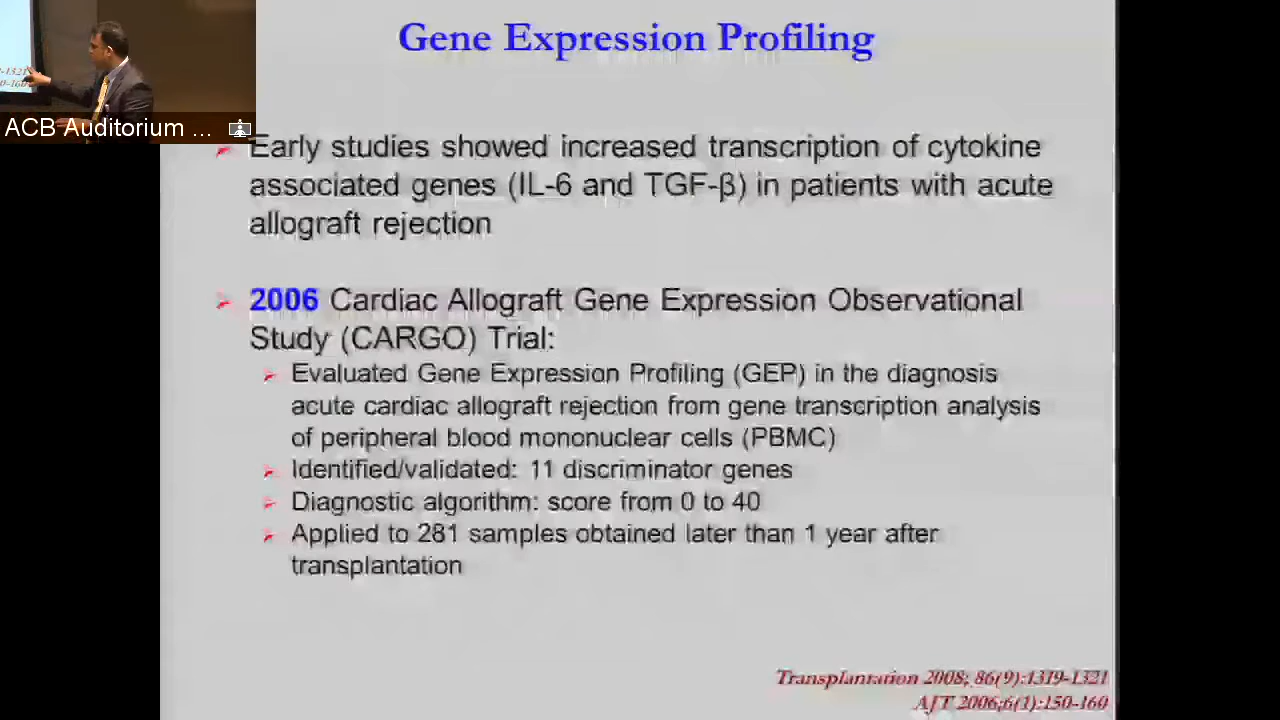 Gene Expression Profiling
ACB Auditorium ...
Early studies showed increased transcription of cytokine
associated genes (IL-6 and TGF-β) in patients with acute
allograft rejection
2006 Cardiac Allograft Gene Expression Observational
Study (CARGO) Trial:
Evaluated Gene Expression Profiling (GEP) in the diagnosis
acute cardiac allograft rejection from gene transcription analysis
of peripheral blood mononuclear cells (PBMC)
Identified/validated: 11 discriminator genes
Diagnostic algorithm: score from 0 to 40
Applied to 281 samples obtained later than 1 year after
transplantation
Transplantration 2008; 86(9):1319-1321
AJT 2006;6(1):150-160